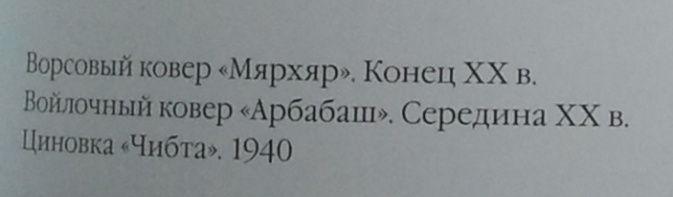 Ворсовый ковер «Мярхяр». Конец XX в.
Войлочный ковер «Арбабаш». Середина XX в.
Циновка «Чибта». 1940